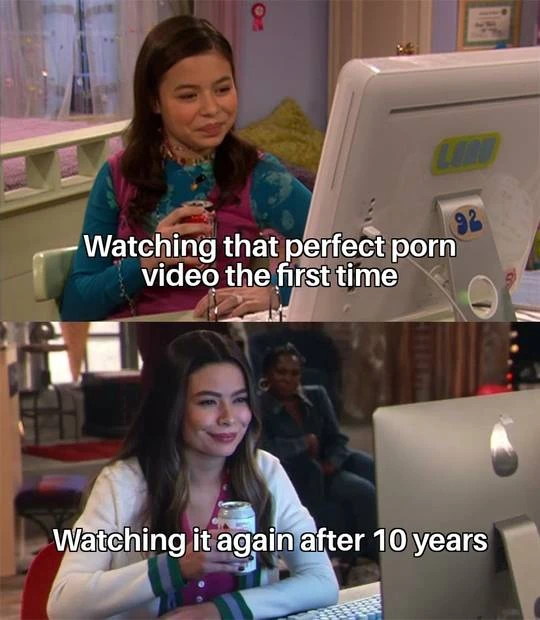 92
Watching that perfect porn
video the first time
Watching it again after 10 years